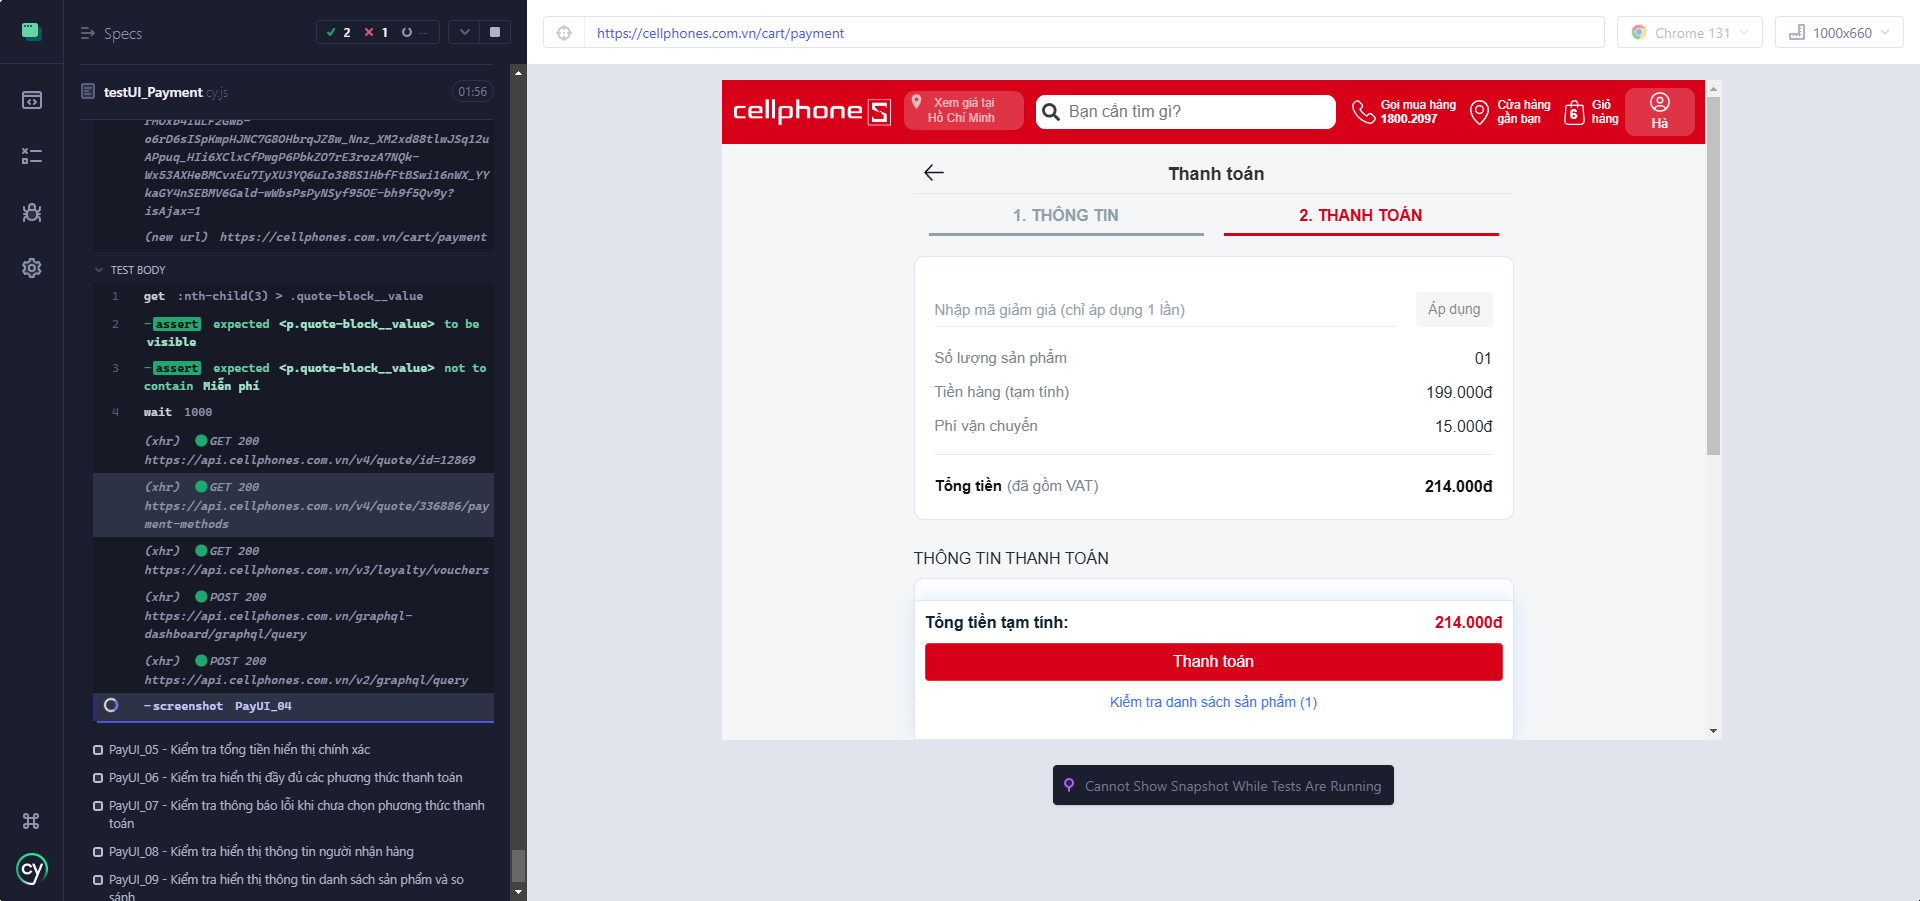 Specs
2
1
--
testUI_Payment.cy.js
01:56
o6rD6sISpKmpHJNC7G8OHbrqJZ8w_Nnz_XM2xd88tlwJSq12u
APpuq_HIi6XClxCfPwgP6PbkZO7rE3rozA7NQk-
Wx53AXHeBMCvxEu7IyXU3YQ6uIo38BS1HbfFtBSwi16nWX_YY
kaGY4nSEBMV6Gald-wWbsPsPyNSyf95OE-bh9f5Qv9y?
isAjax=1
(new url) https://cellphones.com.vn/cart/payment
TEST BODY
1 get :nth-child(3) > .quote-block__value
2 -assert expected <p.quote-block__value> to be
visible
3 -assert expected <p.quote-block__value> not to
contain Miễn phí
4 wait 1000
(xhr) GET 200
https://api.cellphones.com.vn/v4/quote/id=12869
(xhr) GET 200
https://api.cellphones.com.vn/v4/quote/336886/pay
ment-methods
(xhr) GET 200
https://api.cellphones.com.vn/v3/loyalty/vouchers
(xhr) POST 200
https://api.cellphones.com.vn/graphql-
dashboard/graphql/query
(xhr) POST 200
https://api.cellphones.com.vn/v2/graphql/query
-screenshot PayUI_04
PayUI_05 - Kiểm tra tổng tiền hiển thị chính xác
PayUI_06 - Kiểm tra hiển thị đầy đủ các phương thức thanh toán
PayUI_07 - Kiểm tra thông báo lỗi khi chưa chọn phương thức thanh
toán
PayUI_08 - Kiểm tra hiển thị thông tin người nhận hàng
PayUI_09 - Kiểm tra hiển thị thông tin danh sách sản phẩm và so
sánh
cy
https://cellphones.com.vn/cart/payment
Chrome 131
1000x660
cellphoneS
Xem giá tại
Hồ Chí Minh
Bạn cần tìm gì?
Gọi mua hàng
1800.2097
Cửa hàng
gần bạn
6
Giỏ
hàng
Hà
Thanh toán
1. THÔNG TIN
2. THANH TOÁN
Nhập mã giảm giá (chỉ áp dụng 1 lần)
Áp dụng
Số lượng sản phẩm 01
Tiền hàng (tạm tính) 199.000đ
Phí vận chuyển 15.000đ
Tổng tiền (đã gồm VAT) 214.000đ
THÔNG TIN THANH TOÁN
Tổng tiền tạm tính: 214.000đ
Thanh toán
Kiểm tra danh sách sản phẩm (1)
Cannot Show Snapshot While Tests Are Running